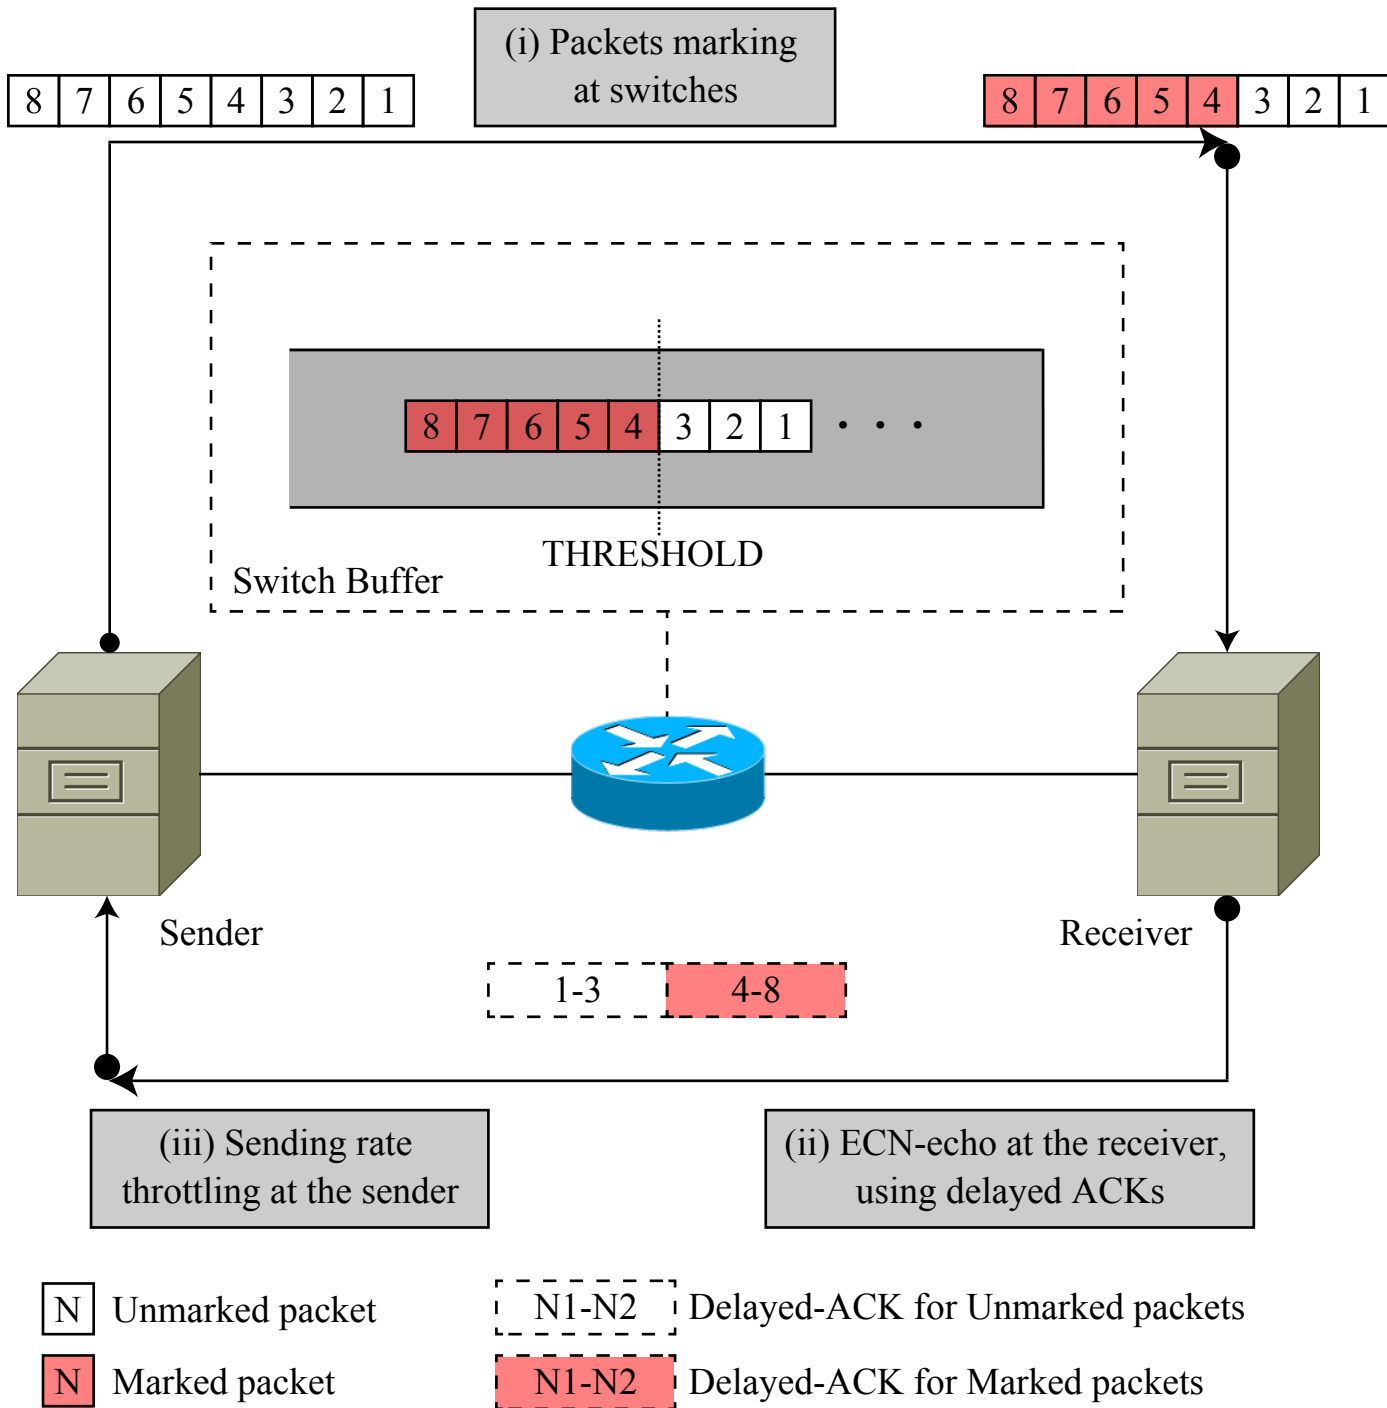 (i) Packets marking
at switches
8 7 6 5 4 3 2 1
8 7 6 5 4 3 2 1
8 7 6 5 4 3 2 1 . . .
THRESHOLD
Switch Buffer
Sender
Receiver
1-3 4-8
(iii) Sending rate
throttling at the sender
(ii) ECN-echo at the receiver,
using delayed ACKs
N Unmarked packet
N1-N2 Delayed-ACK for Unmarked packets
N Marked packet
N1-N2 Delayed-ACK for Marked packets